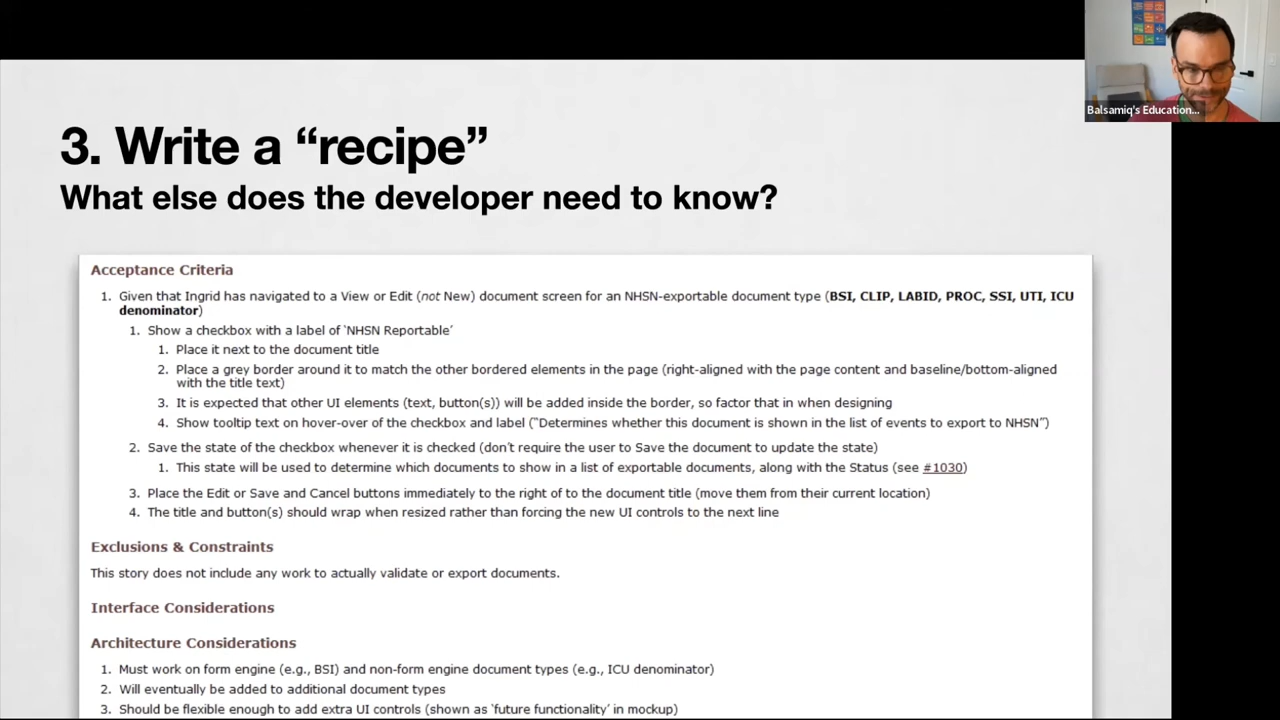 Balsamiq's Education...
3. Write a “recipe”
What else does the developer need to know?
Acceptance Criteria
1. Given that Ingrid has navigated to a View or Edit (not New) document screen for an NHSN-exportable document type (BSI, CLIP, LABID, PROC, SSI, UTI, ICU
denominator)
1. Show a checkbox with a label of ‘NHSN Reportable’
1. Place it next to the document title
2. Place a grey border around it to match the other bordered elements in the page (right-aligned with the page content and baseline/bottom-aligned
with the title text)
3. It is expected that other UI elements (text, button(s)) will be added inside the border, so factor that in when designing
4. Show tooltip text on hover-over of the checkbox and label (“Determines whether this document is shown in the list of events to export to NHSN”)
2. Save the state of the checkbox whenever it is checked (don’t require the user to Save the document to update the state)
1. This state will be used to determine which documents to show in a list of exportable documents, along with the Status (see #1030)
3. Place the Edit or Save and Cancel buttons immediately to the right of to the document title (move them from their current location)
4. The title and button(s) should wrap when resized rather than forcing the new UI controls to the next line
Exclusions & Constraints
This story does not include any work to actually validate or export documents.
Interface Considerations
Architecture Considerations
1. Must work on form engine (e.g., BSI) and non-form engine document types (e.g., ICU denominator)
2. Will eventually be added to additional document types
3. Should be flexible enough to add extra UI controls (shown as ‘future functionality’ in mockup)